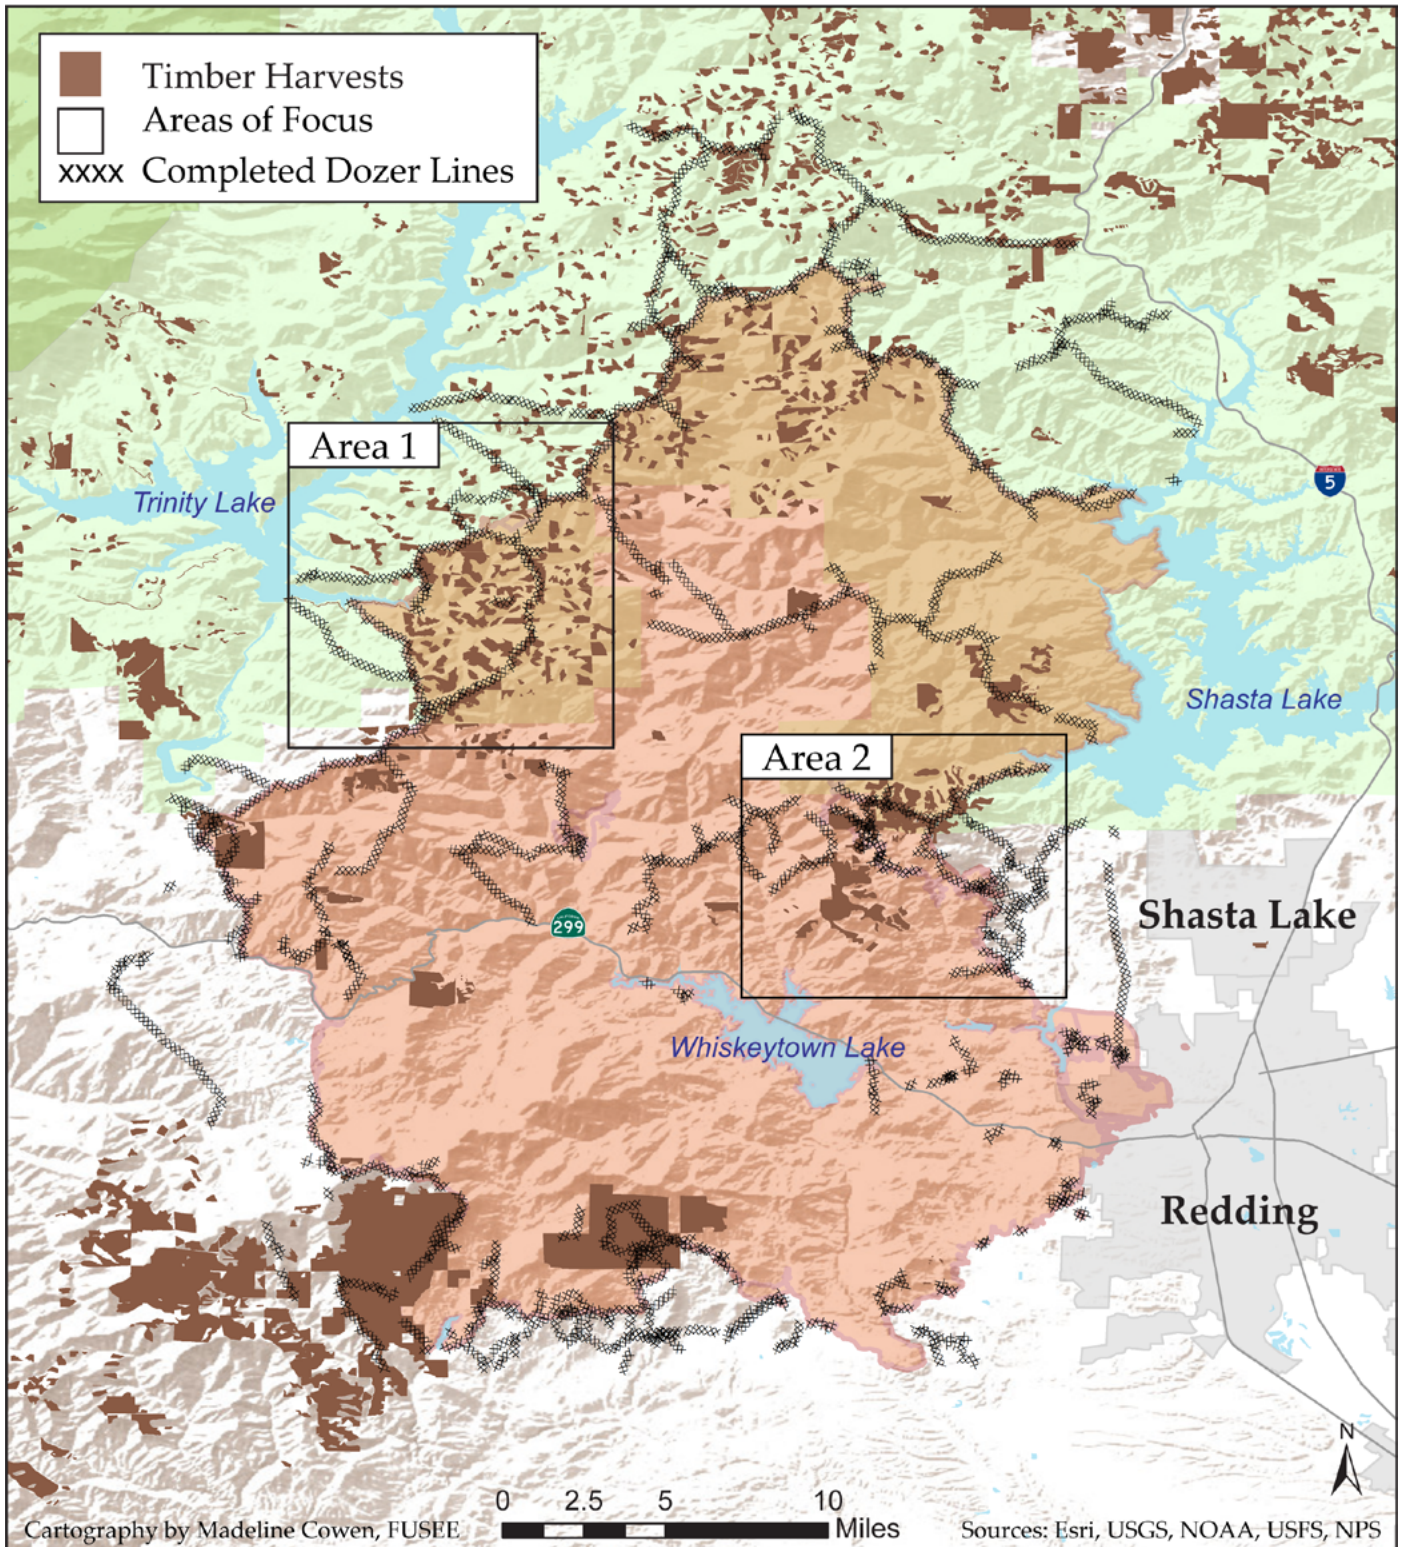 Timber Harvests
Areas of Focus
xxxx Completed Dozer Lines
Area 1
Trinity Lake
5
Shasta Lake
Area 2
299
Shasta Lake
Whiskeytown Lake
Redding
N
0 2.5 5 10
Miles
Cartography by Madeline Cowen, FUSEE
Sources: Esri, USGS, NOAA, USFS, NPS